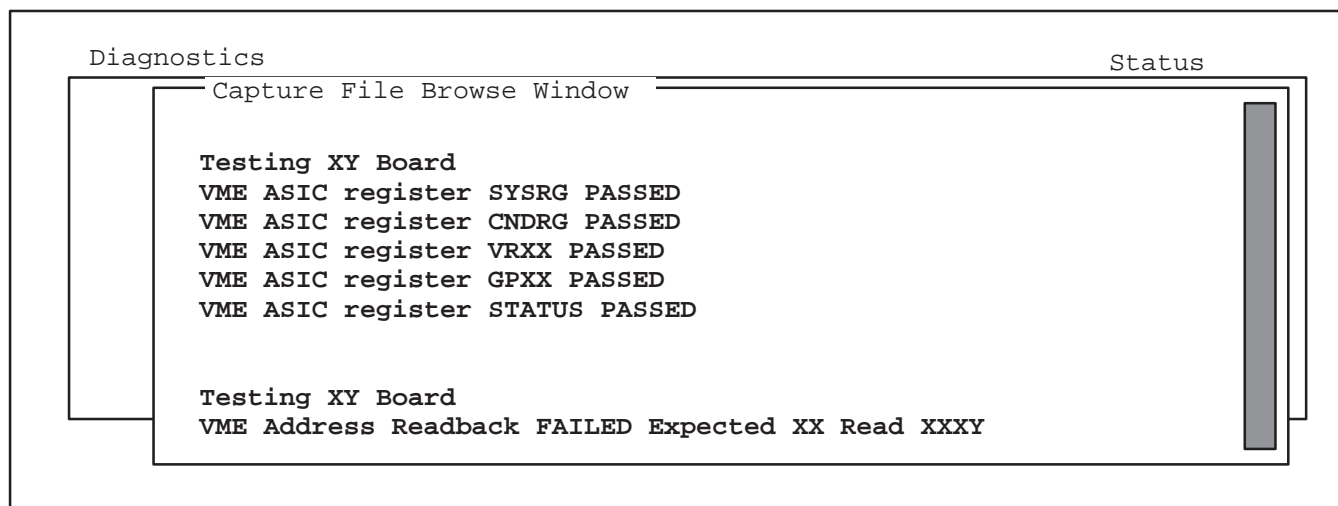 Diagnostics
Status
Capture File Browse Window
Testing XY Board
VME ASIC register SYSRG PASSED
VME ASIC register CNDRG PASSED
VME ASIC register VRXX PASSED
VME ASIC register GPXX PASSED
VME ASIC register STATUS PASSED
Testing XY Board
VME Address Readback FAILED Expected XX Read XXXY